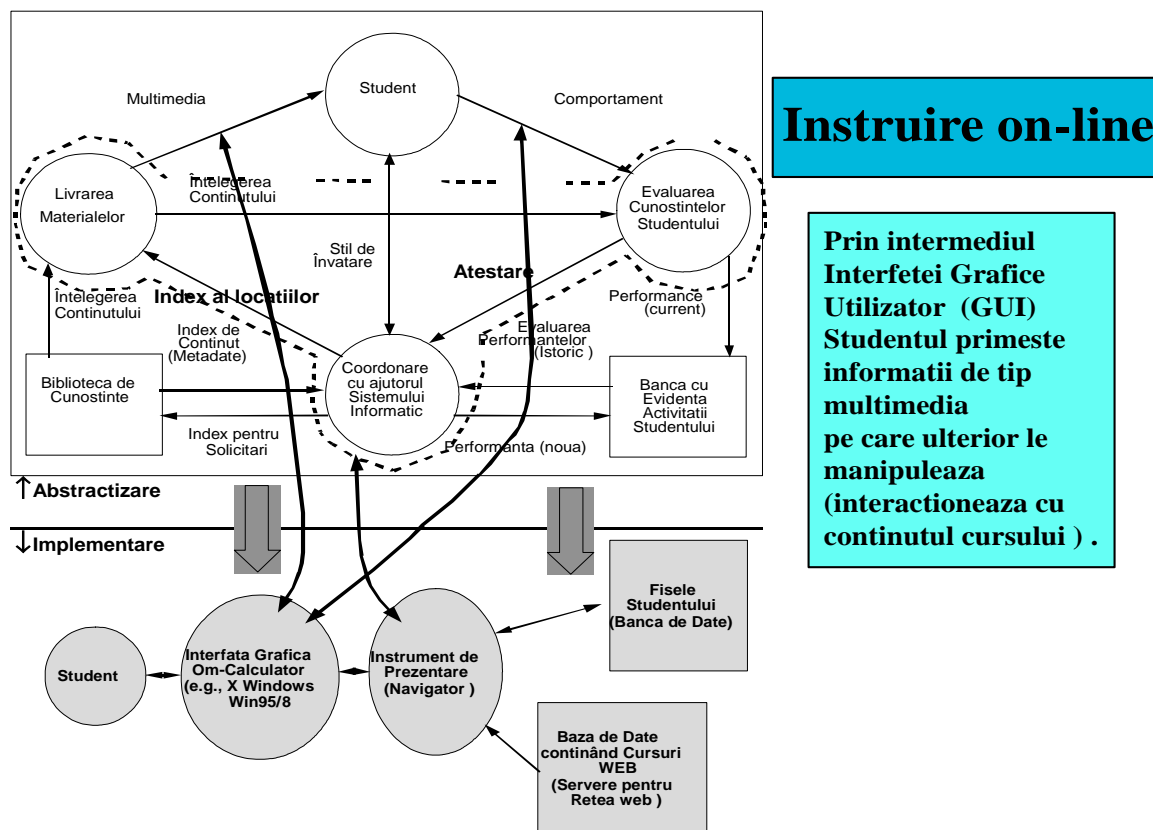 Student
Multimedia
Comportament
Instruire on-line
Livrarea
Materialelor
Întelegerea
Continutului
Evaluarea
Cunostintelor
Studentului
Stil de
Învatare
Atestare
Index al locatiilor
Întelegerea
Continutului
Index de
Continut
(Metadate)
Performance
(current)
Evaluarea
Performantelor
(Istoric )
Biblioteca de
Cunostinte
Coordonare
cu ajutorul
Sistemului
Informatic
Banca cu
Evidenta
Activitatii
Studentului
Index pentru
Solicitari
Performanta (noua)
↑Abstractizare
↓Implementare
Prin intermediul
Interfetei Grafice
Utilizator (GUI)
Studentul primeste
informatii de tip
multimedia
pe care ulterior le
manipuleaza
(interactioneaza cu
continutul cursului ) .
Student
Interfata Grafica
Om-Calculator
(e.g., X Windows
Win95/8
Instrument de
Prezentare
(Navigator )
Fisele
Studentului
(Banca de Date)
Baza de Date
continând Cursuri
WEB
(Servere pentru
Retea web )